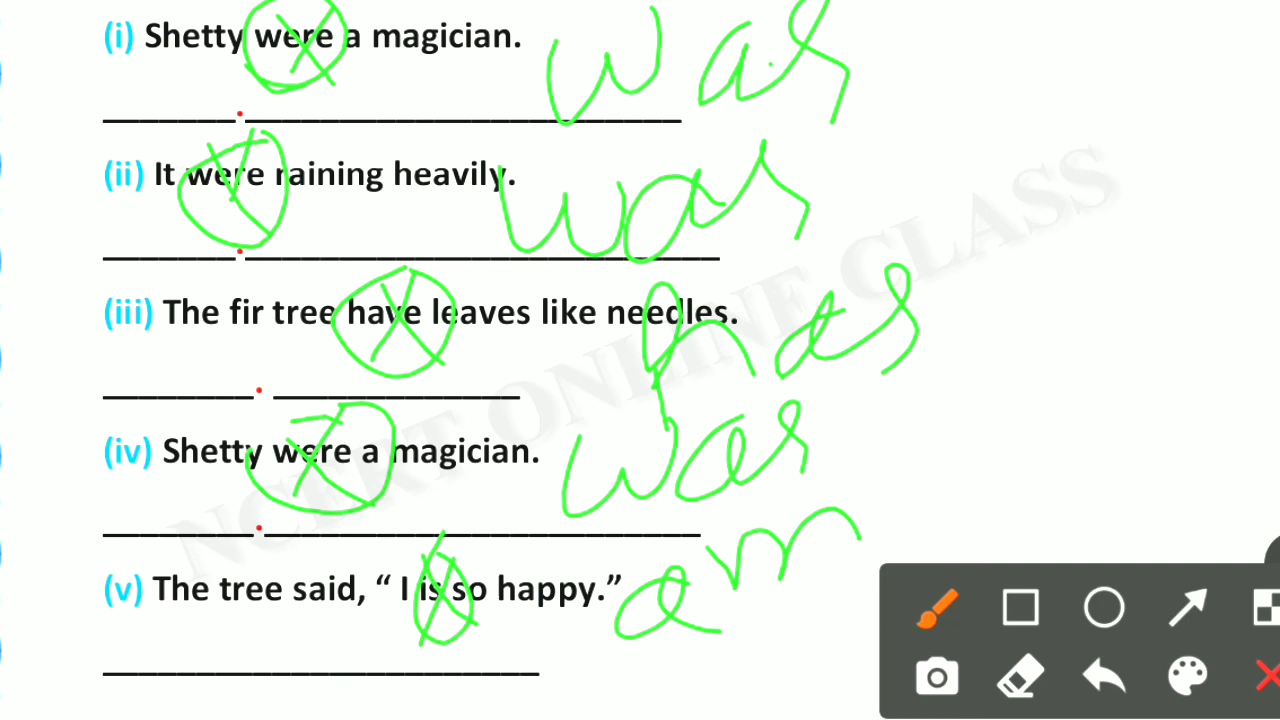 (i) Shetty were a magician. was
(ii) It were raining heavily. was
(iii) The fir tree have leaves like needles. has
(iv) Shetty were a magician. was
(v) The tree said, “ I is so happy.” am
NCERT ONLINE CLASS